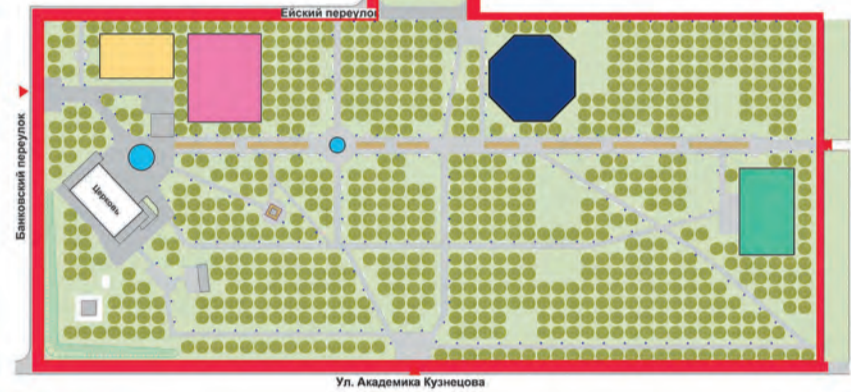 Ейский переулок
Банковский переулок
Церковь
Ул. Академика Кузнецова